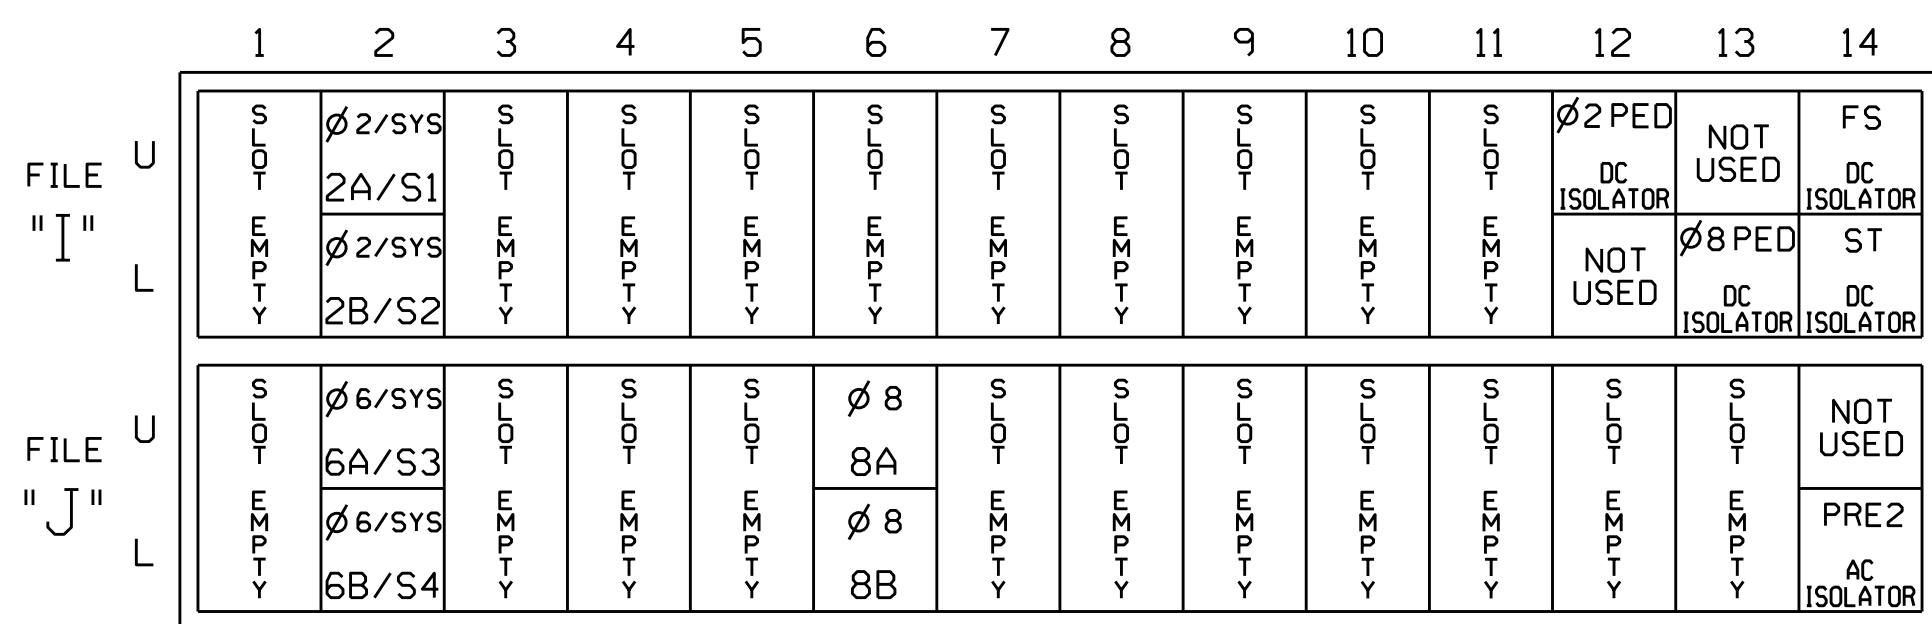 1 2 3 4 5 6 7 8 9 10 11 12 13 14
FILE
"I"
U
L
SLOT EMPTY
Ø2/SYS
2A/S1
Ø2/SYS
2B/S2
SLOT EMPTY
SLOT EMPTY
SLOT EMPTY
SLOT EMPTY
SLOT EMPTY
SLOT EMPTY
SLOT EMPTY
SLOT EMPTY
SLOT EMPTY
Ø2 PED
DC
ISOLATOR
NOT
USED
NOT
USED
Ø8 PED
DC
ISOLATOR
FS
DC
ISOLATOR
ST
DC
ISOLATOR
FILE
"J"
U
L
SLOT EMPTY
Ø6/SYS
6A/S3
Ø6/SYS
6B/S4
SLOT EMPTY
SLOT EMPTY
SLOT EMPTY
Ø 8
8A
Ø 8
8B
SLOT EMPTY
SLOT EMPTY
SLOT EMPTY
SLOT EMPTY
SLOT EMPTY
SLOT EMPTY
SLOT EMPTY
NOT
USED
PRE2
AC
ISOLATOR